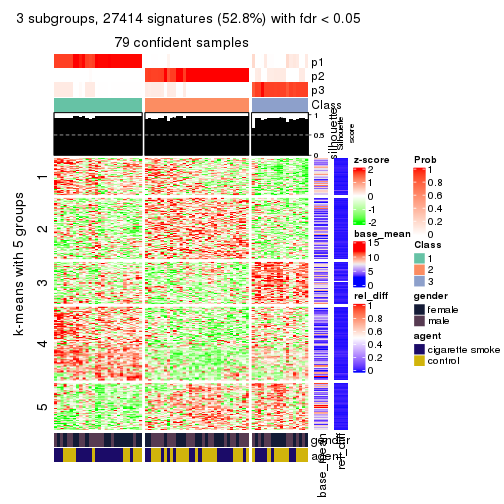 3 subgroups, 27414 signatures (52.8%) with fdr < 0.05
79 confident samples
p1
p2
p3
Class
1
0.5
0
silhouette
Silhouette
score
k-means with 5 groups
1
2
3
4
5
gender
agent
base_mean
rel_diff
z-score
2
1
0
-1
-2
base_mean
15
10
5
0
rel_diff
1
0.8
0.6
0.4
0.2
0
Prob
1
0.8
0.6
0.4
0.2
0
Class
1
2
3
gender
female
male
agent
cigarette smoke
control